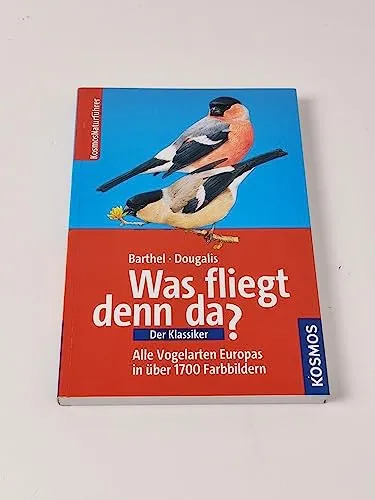 Kosmos Naturführer
Barthel · Dougalis
Was fliegt
denn da?
Der Klassiker
Alle Vogelarten Europas
in über 1700 Farbbildern
KOSMOS